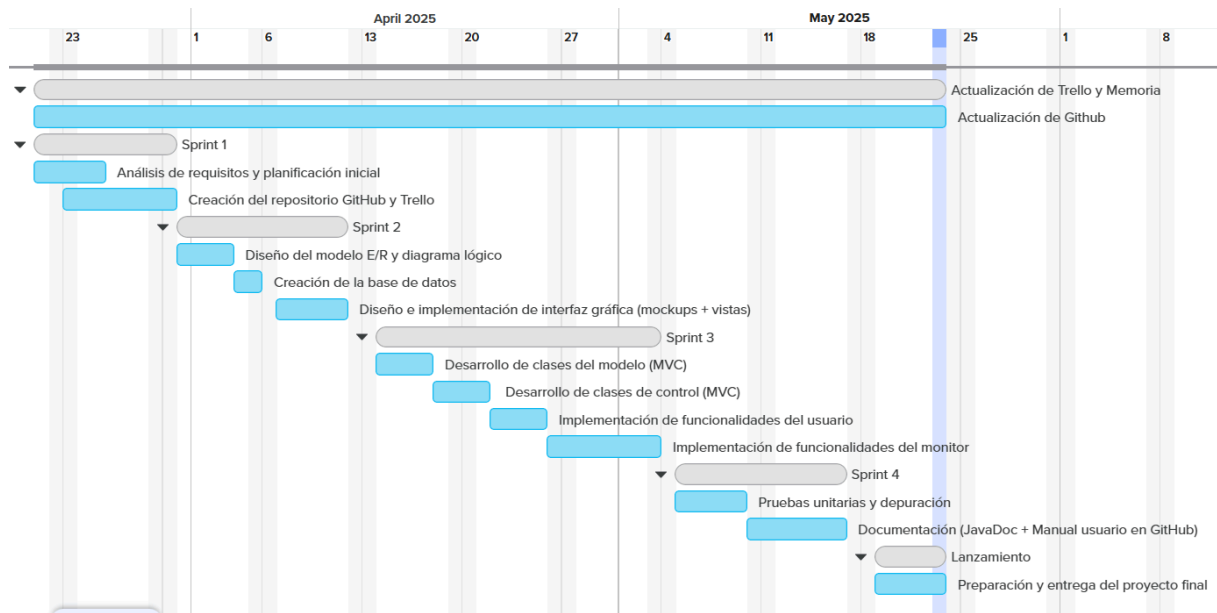 April 2025 May 2025
23 1 6 13 20 27 4 11 18 25 1 8
Actualización de Trello y Memoria
Actualización de Github
Sprint 1
Análisis de requisitos y planificación inicial
Creación del repositorio GitHub y Trello
Sprint 2
Diseño del modelo E/R y diagrama lógico
Creación de la base de datos
Diseño e implementación de interfaz gráfica (mockups + vistas)
Sprint 3
Desarrollo de clases del modelo (MVC)
Desarrollo de clases de control (MVC)
Implementación de funcionalidades del usuario
Implementación de funcionalidades del monitor
Sprint 4
Pruebas unitarias y depuración
Documentación (JavaDoc + Manual usuario en GitHub)
Lanzamiento
Preparación y entrega del proyecto final